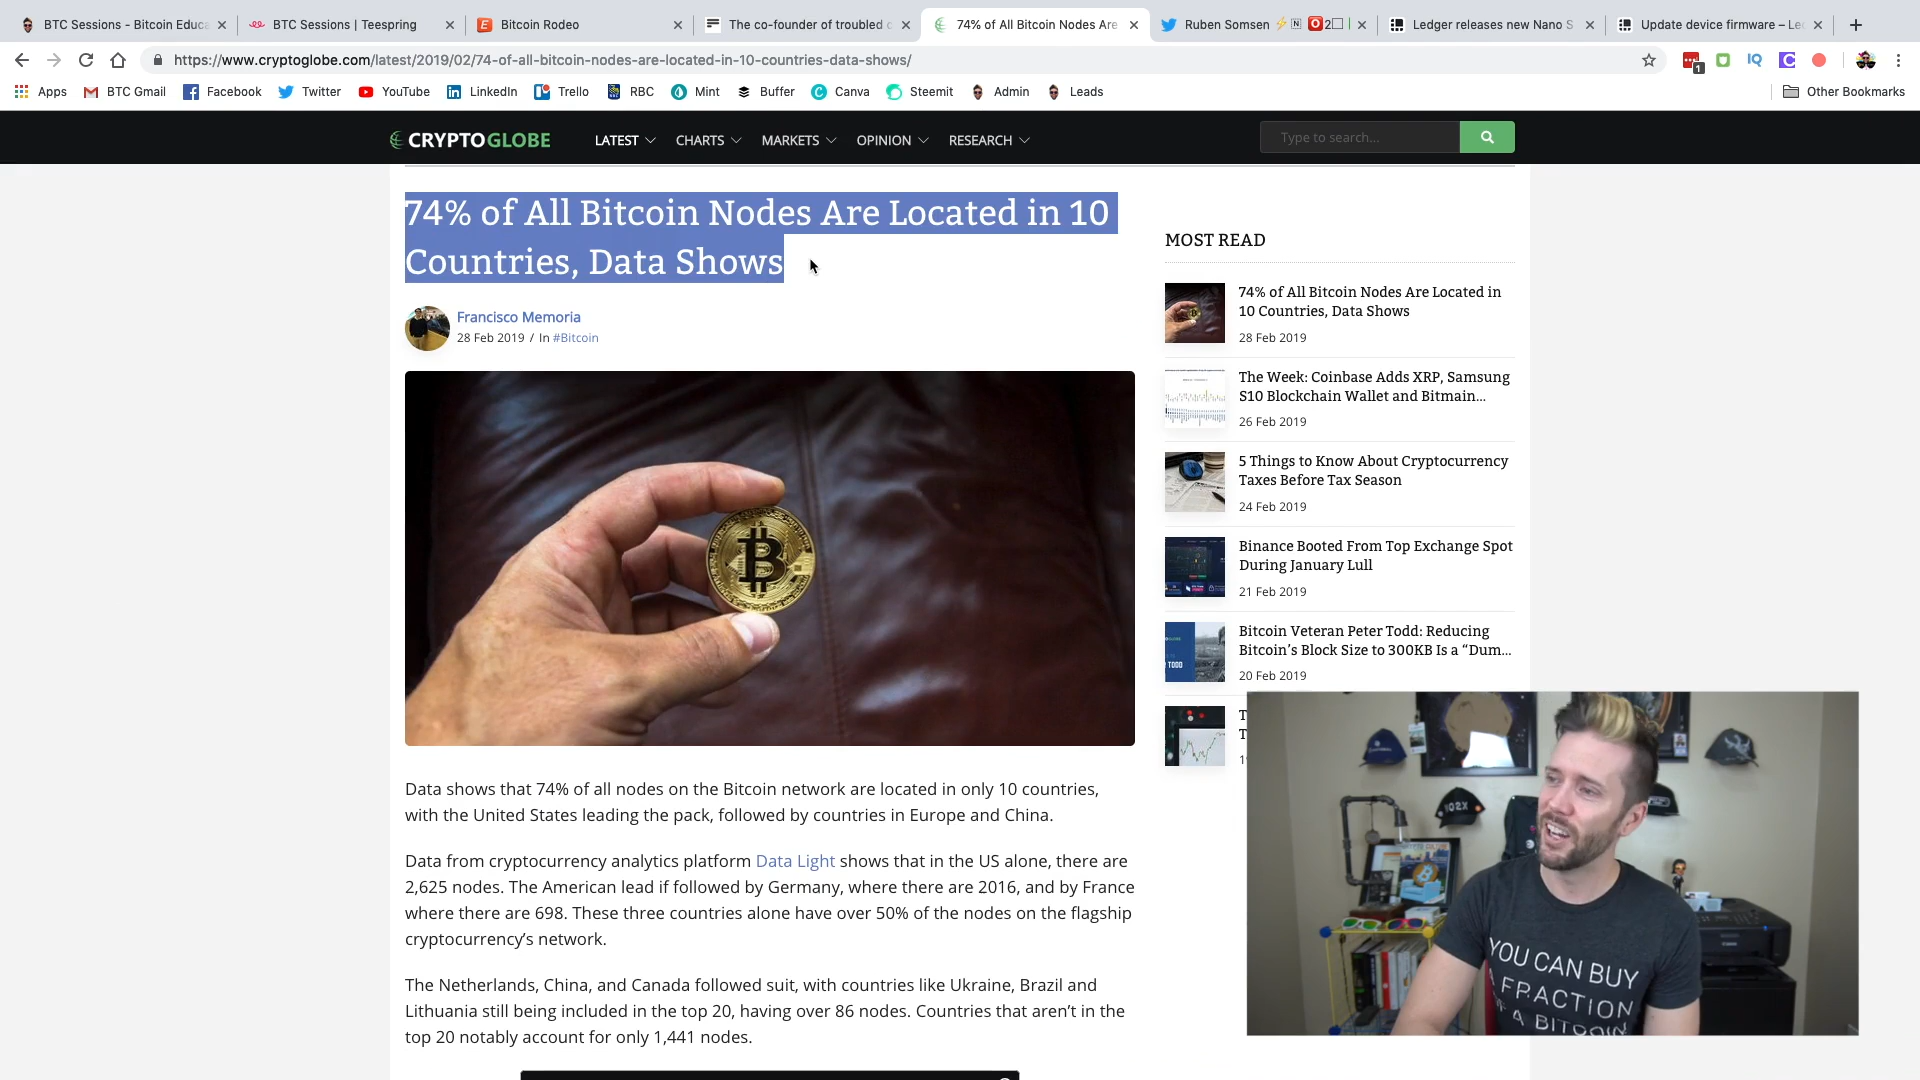 BTC Sessions - Bitcoin Educa
BTC Sessions | Teespring
Bitcoin Rodeo
The co-founder of troubled c
74% of All Bitcoin Nodes Are
Ruben Somsen
Ledger releases new Nano S
Update device firmware – Le
https://www.cryptoglobe.com/latest/2019/02/74-of-all-bitcoin-nodes-are-located-in-10-countries-data-shows/
Apps
BTC Gmail
Facebook
Twitter
YouTube
LinkedIn
Trello
RBC
Mint
Buffer
Canva
Steemit
Admin
Leads
Other Bookmarks
CRYPTOGLOBE
LATEST
CHARTS
MARKETS
OPINION
RESEARCH
Type to search...
74% of All Bitcoin Nodes Are Located in 10
Countries, Data Shows
Francisco Memoria
28 Feb 2019 / In #Bitcoin
Data shows that 74% of all nodes on the Bitcoin network are located in only 10 countries,
with the United States leading the pack, followed by countries in Europe and China.
Data from cryptocurrency analytics platform Data Light shows that in the US alone, there are
2,625 nodes. The American lead if followed by Germany, where there are 2016, and by France
where there are 698. These three countries alone have over 50% of the nodes on the flagship
cryptocurrency’s network.
The Netherlands, China, and Canada followed suit, with countries like Ukraine, Brazil and
Lithuania still being included in the top 20, having over 86 nodes. Countries that aren’t in the
top 20 notably account for only 1,441 nodes.
MOST READ
74% of All Bitcoin Nodes Are Located in
10 Countries, Data Shows
28 Feb 2019
The Week: Coinbase Adds XRP, Samsung
S10 Blockchain Wallet and Bitmain...
26 Feb 2019
5 Things to Know About Cryptocurrency
Taxes Before Tax Season
24 Feb 2019
Binance Booted From Top Exchange Spot
During January Lull
21 Feb 2019
Bitcoin Veteran Peter Todd: Reducing
Bitcoin’s Block Size to 300KB Is a “Dum...
20 Feb 2019
TODD
YOU CAN BUY
A FRACTION
OF A BITCOIN